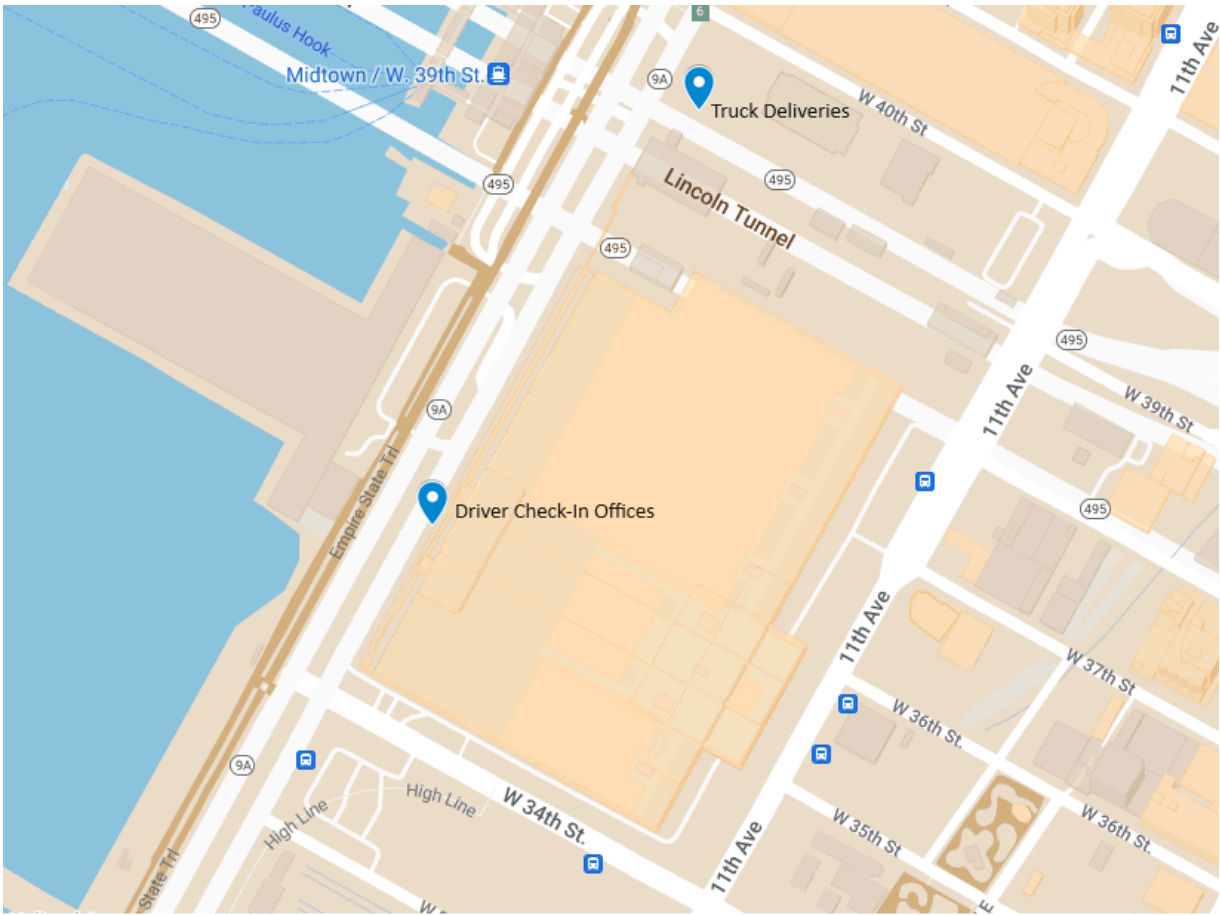 495
Paulus Hook
6
11th Ave
Midtown / W. 39th St.
9A
Truck Deliveries
W 40th St
495
495
Lincoln Tunnel
495
495
9A
11th Ave
W 39th St
Empire State Trl
Driver Check-In Offices
495
11th Ave
W 37th St
W 36th St.
9A
High Line
High Line
W 34th St.
W 35th St
W 36th St.
11th Ave
State Trl